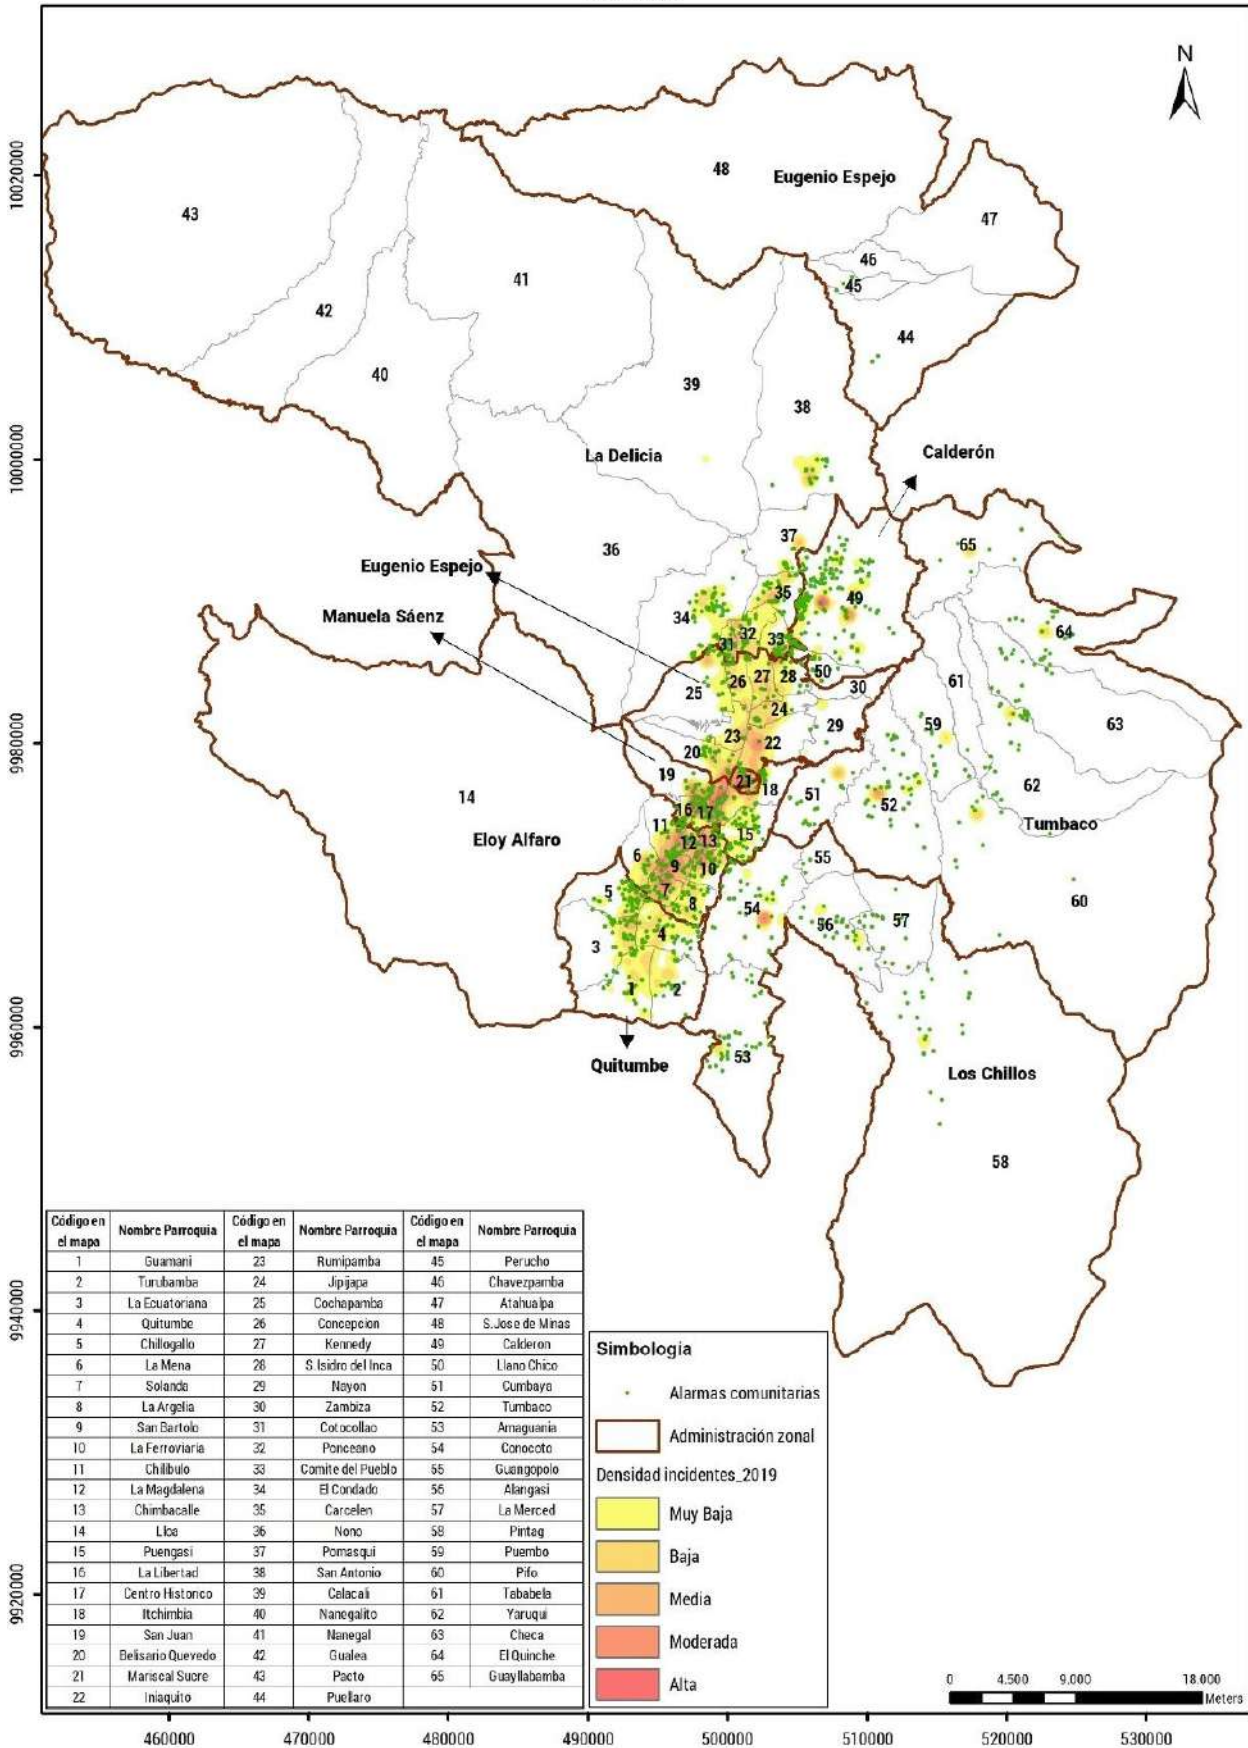 N
10020000
10000000
9980000
9960000
9940000
9920000
43
48
Eugenio Espejo
47
46
45
41
42
44
40
39
38
La Delicia
Calderón
37
36
65
Eugenio Espejo
35
49
Manuela Sáenz
34
32
33
31
64
50
26
27
28
25
30
61
24
59
29
63
23
22
20
19
21
18
14
51
52
62
16
17
11
Tumbaco
Eloy Alfaro
12
13
15
6
55
9
10
7
5
60
8
54
57
56
4
3
1
2
53
Quitumbe
Los Chillos
58
Código en el mapa Nombre Parroquia Código en el mapa Nombre Parroquia Código en el mapa Nombre Parroquia
1 Guamani 23 Rumipamba 45 Perucho
2 Turubamba 24 Jipijapa 46 Chavezpamba
3 La Ecuatoriana 25 Cochapamba 47 Atahualpa
4 Quitumbe 26 Concepcion 48 S.Jose de Minas
5 Chillogallo 27 Kennedy 49 Calderon
6 La Mena 28 S.Isidro del Inca 50 Llano Chico
7 Solanda 29 Nayon 51 Cumbaya
8 La Argelia 30 Zambiza 52 Tumbaco
9 San Bartolo 31 Cotocollao 53 Amaguania
10 La Ferroviaria 32 Ponceano 54 Conocoto
11 Chilibulo 33 Comite del Pueblo 55 Guangopolo
12 La Magdalena 34 El Condado 56 Alangasi
13 Chimbacalle 35 Carcelen 57 La Merced
14 Lloa 36 Nono 58 Pintag
15 Puengasi 37 Pomasqui 59 Puembo
16 La Libertad 38 San Antonio 60 Pifo
17 Centro Historico 39 Calacali 61 Tababela
18 Itchimbia 40 Nanegalito 62 Yaruqui
19 San Juan 41 Nanegal 63 Checa
20 Belisario Quevedo 42 Gualea 64 El Quinche
21 Mariscal Sucre 43 Pacto 65 Guayllabamba
22 Iniaquito 44 Puellaro
Simbología
Alarmas comunitarias
Administración zonal
Densidad incidentes_2019
Muy Baja
Baja
Media
Moderada
Alta
0 4.500 9.000 18.000
Meters
460000 470000 480000 490000 500000 510000 520000 530000